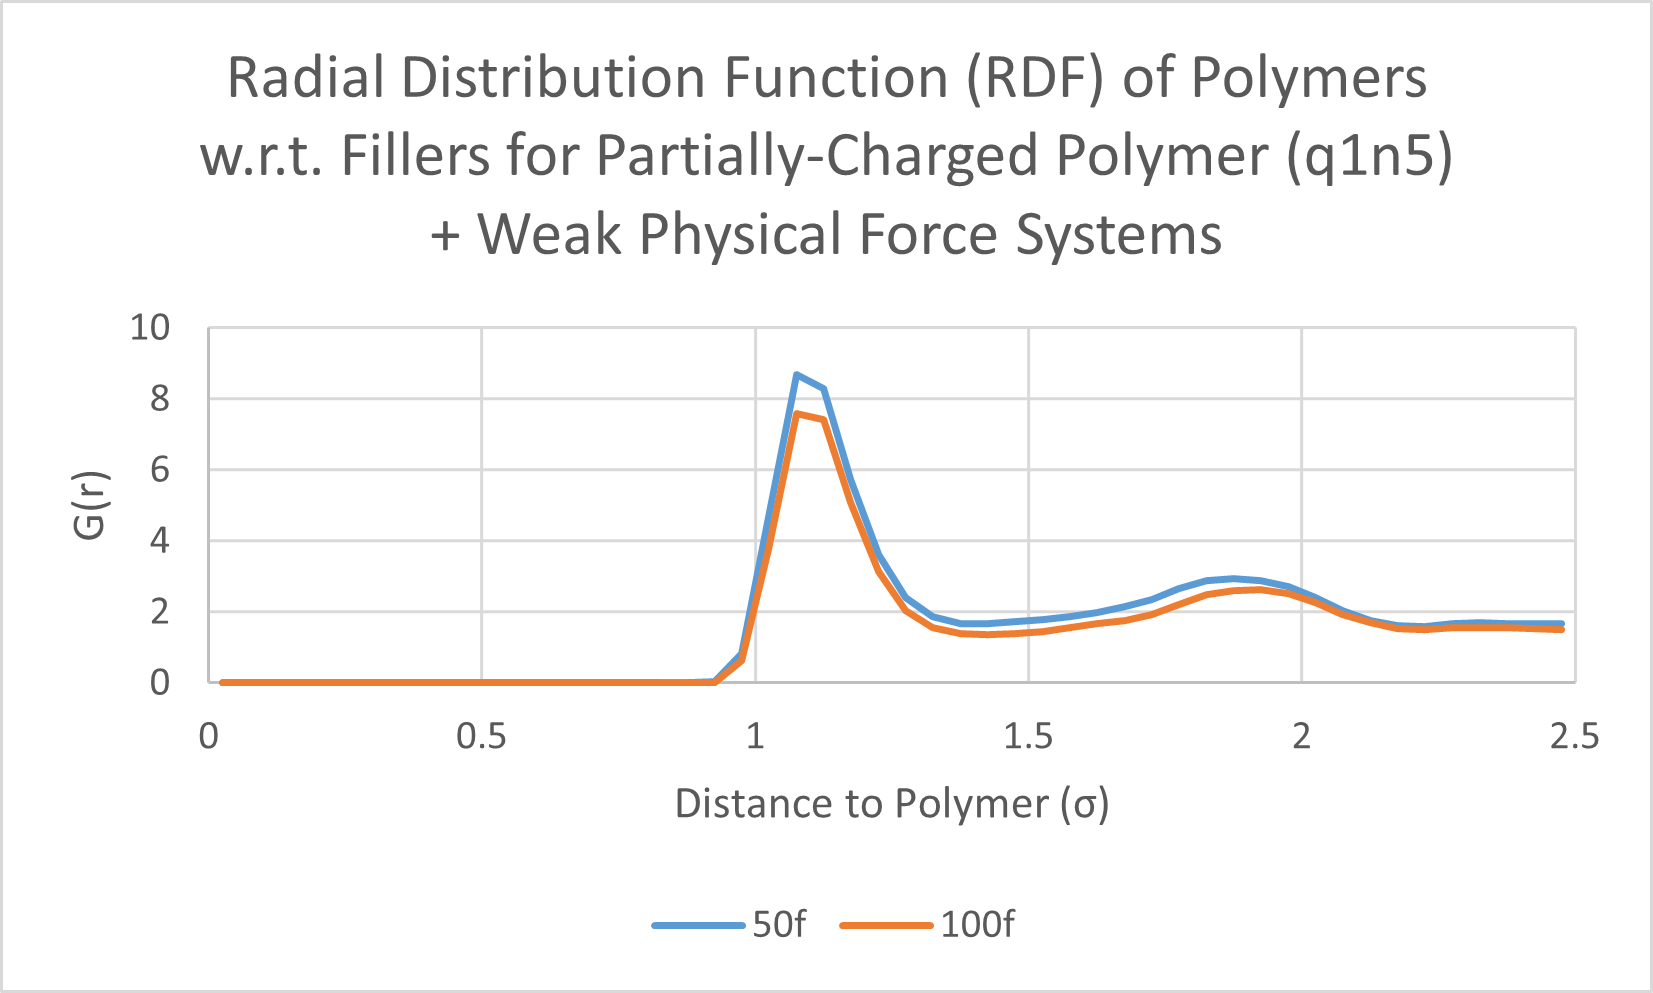 Radial Distribution Function (RDF) of Polymers
w.r.t. Fillers for Partially-Charged Polymer (q1n5)
+ Weak Physical Force Systems
10
8
6
4
2
0
G(r)
0 0.5 1 1.5 2 2.5
Distance to Polymer (σ)
50f 100f